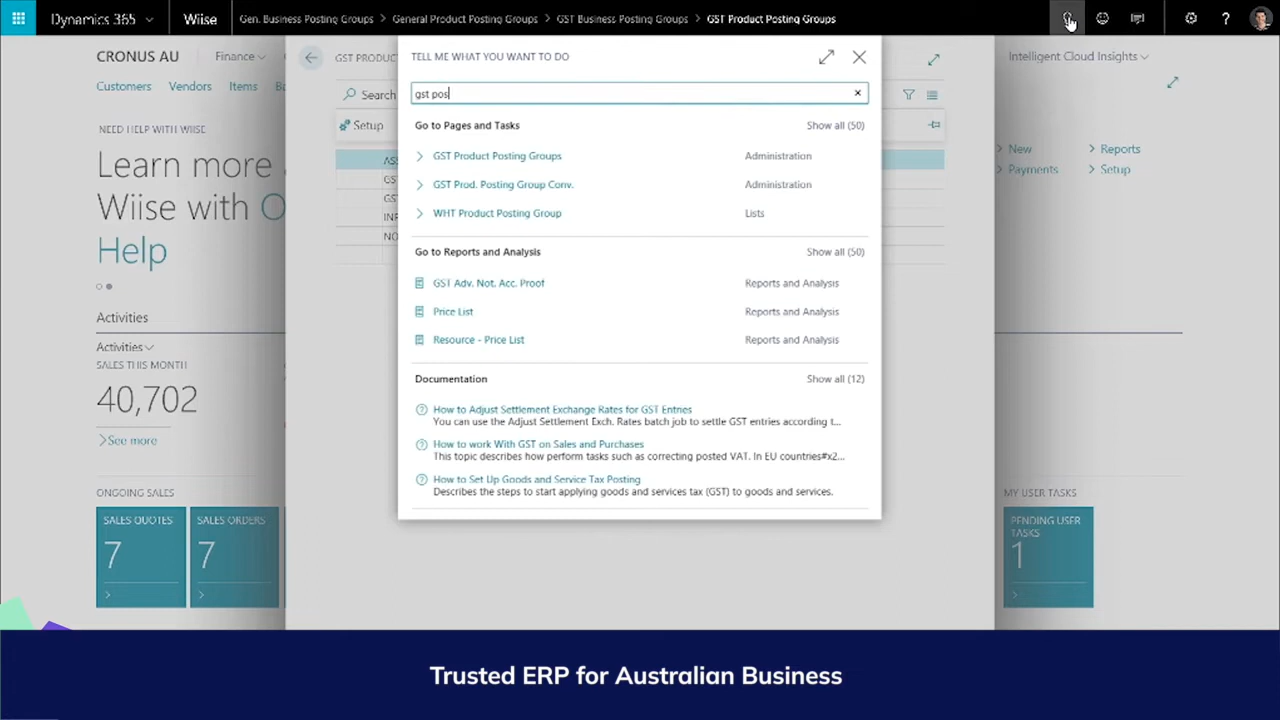 Dynamics 365
Wiise
Gen. Business Posting Groups > General Product Posting Groups > GST Business Posting Groups > GST Product Posting Groups
CRONUS AU
Finance
Customers
Vendors
Items
NEED HELP WITH WIISE
Learn more
Wiise with O
Help
Activities
Activities
SALES THIS MONTH
40,702
See more
ONGOING SALES
SALES QUOTES
7
SALES ORDERS
7
GST PRODUC
Search
Setup
TELL ME WHAT YOU WANT TO DO
gst pos
Go to Pages and Tasks
Show all (50)
GST Product Posting Groups
Administration
GST Prod. Posting Group Conv.
Administration
WHT Product Posting Group
Lists
Go to Reports and Analysis
Show all (50)
GST Adv. Not. Acc. Proof
Reports and Analysis
Price List
Reports and Analysis
Resource - Price List
Reports and Analysis
Documentation
Show all (12)
How to Adjust Settlement Exchange Rates for GST Entries
You can use the Adjust Settlement Exch. Rates batch job to settle GST entries according t...
How to work With GST on Sales and Purchases
This topic describes how perform tasks such as correcting posted VAT. In EU countries#x2...
How to Set Up Goods and Service Tax Posting
Describes the steps to start applying goods and services tax (GST) to goods and services.
Intelligent Cloud Insights
New
Reports
Payments
Setup
MY USER TASKS
PENDING USER
TASKS
1
Trusted ERP for Australian Business